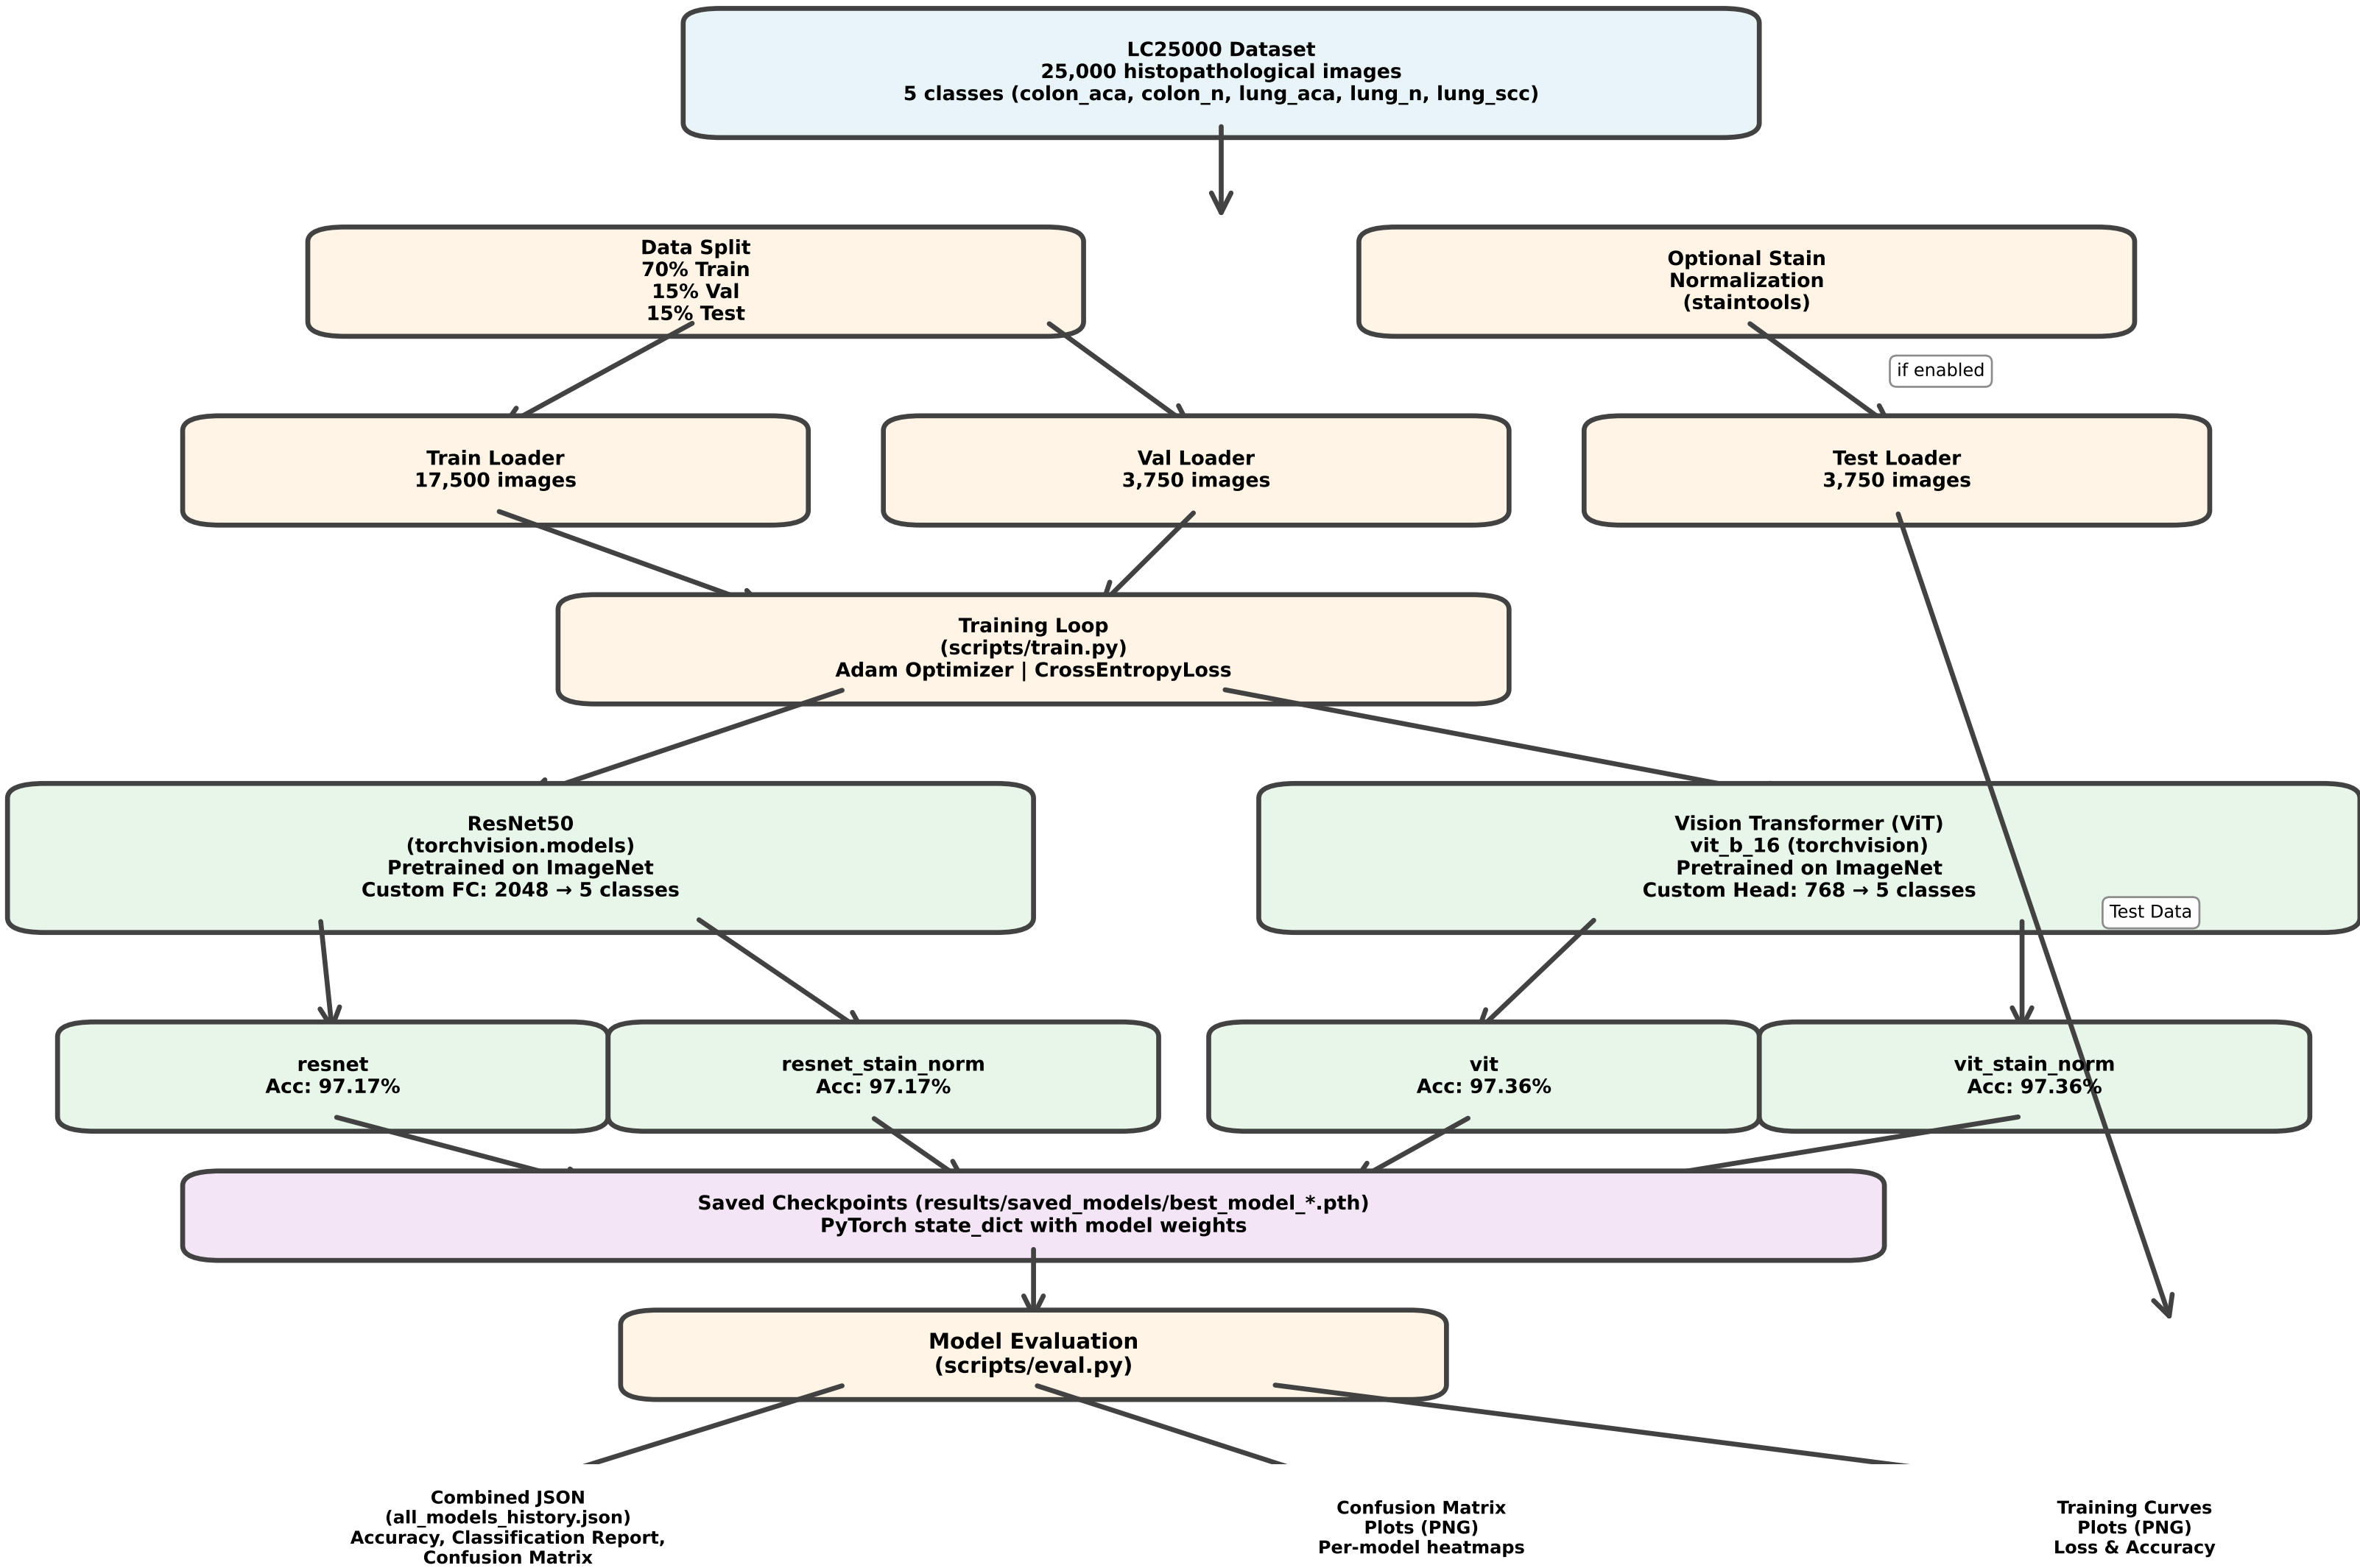 LC25000 Dataset
25,000 histopathological images
5 classes (colon_aca, colon_n, lung_aca, lung_n, lung_scc)
Data Split
70% Train
15% Val
15% Test
Optional Stain
Normalization
(staintools)
if enabled
Train Loader
17,500 images
Val Loader
3,750 images
Test Loader
3,750 images
Training Loop
(scripts/train.py)
Adam Optimizer | CrossEntropyLoss
ResNet50
(torchvision.models)
Pretrained on ImageNet
Custom FC: 2048 → 5 classes
Vision Transformer (ViT)
vit_b_16 (torchvision)
Pretrained on ImageNet
Custom Head: 768 → 5 classes
Test Data
resnet
Acc: 97.17%
resnet_stain_norm
Acc: 97.17%
vit
Acc: 97.36%
vit_stain_norm
Acc: 97.36%
Saved Checkpoints (results/saved_models/best_model_*.pth)
PyTorch state_dict with model weights
Model Evaluation
(scripts/eval.py)
Combined JSON
(all_models_history.json)
Accuracy, Classification Report,
Confusion Matrix
Confusion Matrix
Plots (PNG)
Per-model heatmaps
Training Curves
Plots (PNG)
Loss & Accuracy